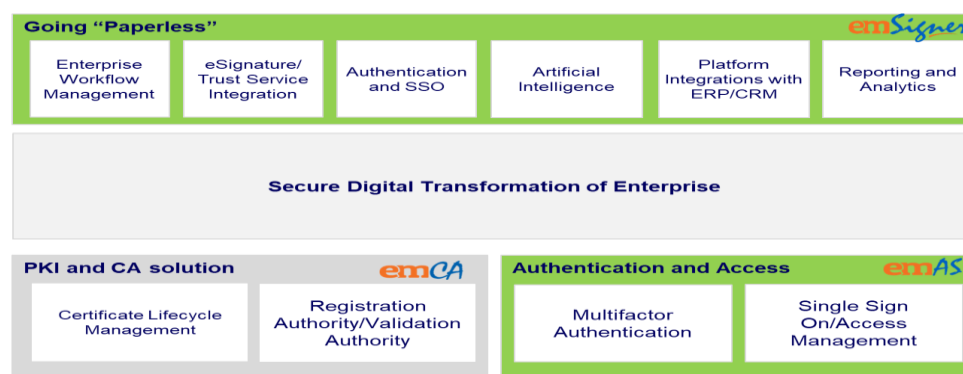 Going “Paperless”
emSigner
Enterprise
Workflow
Management
eSignature/
Trust Service
Integration
Authentication
and SSO
Artificial
Intelligence
Platform
Integrations with
ERP/CRM
Reporting and
Analytics
Secure Digital Transformation of Enterprise
PKI and CA solution
emCA
Certificate Lifecycle
Management
Registration
Authority/Validation
Authority
Authentication and Access
emAS
Multifactor
Authentication
Single Sign
On/Access
Management